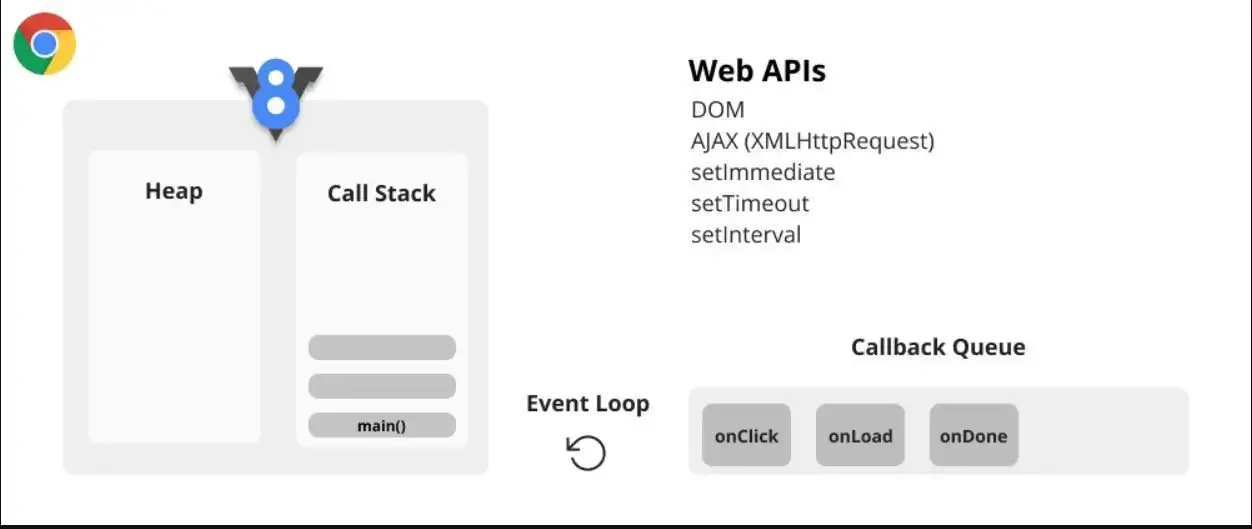 8
Heap
Call Stack
main()
Event Loop
Web APIs
DOM
AJAX (XMLHttpRequest)
setImmediate
setTimeout
setInterval
Callback Queue
onClick
onLoad
onDone